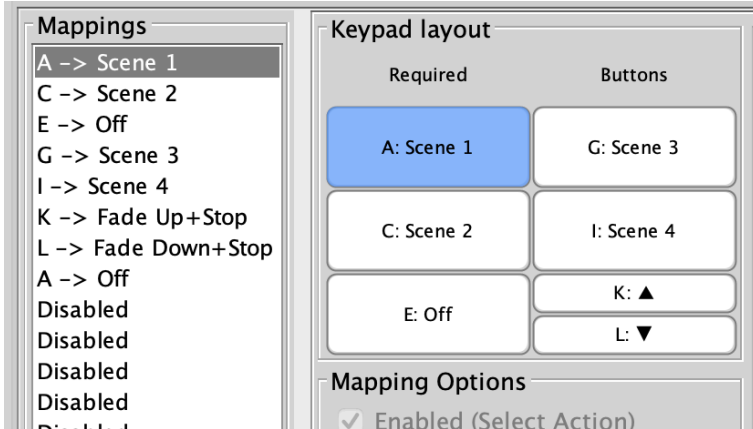 Mappings
A -> Scene 1
C -> Scene 2
E -> Off
G -> Scene 3
I -> Scene 4
K -> Fade Up+Stop
L -> Fade Down+Stop
A -> Off
Disabled
Disabled
Disabled
Disabled
Disabled
Keypad layout
Required Buttons
A: Scene 1 G: Scene 3
C: Scene 2 I: Scene 4
E: Off K: ▲
L: ▼
Mapping Options
Enabled (Select Action)